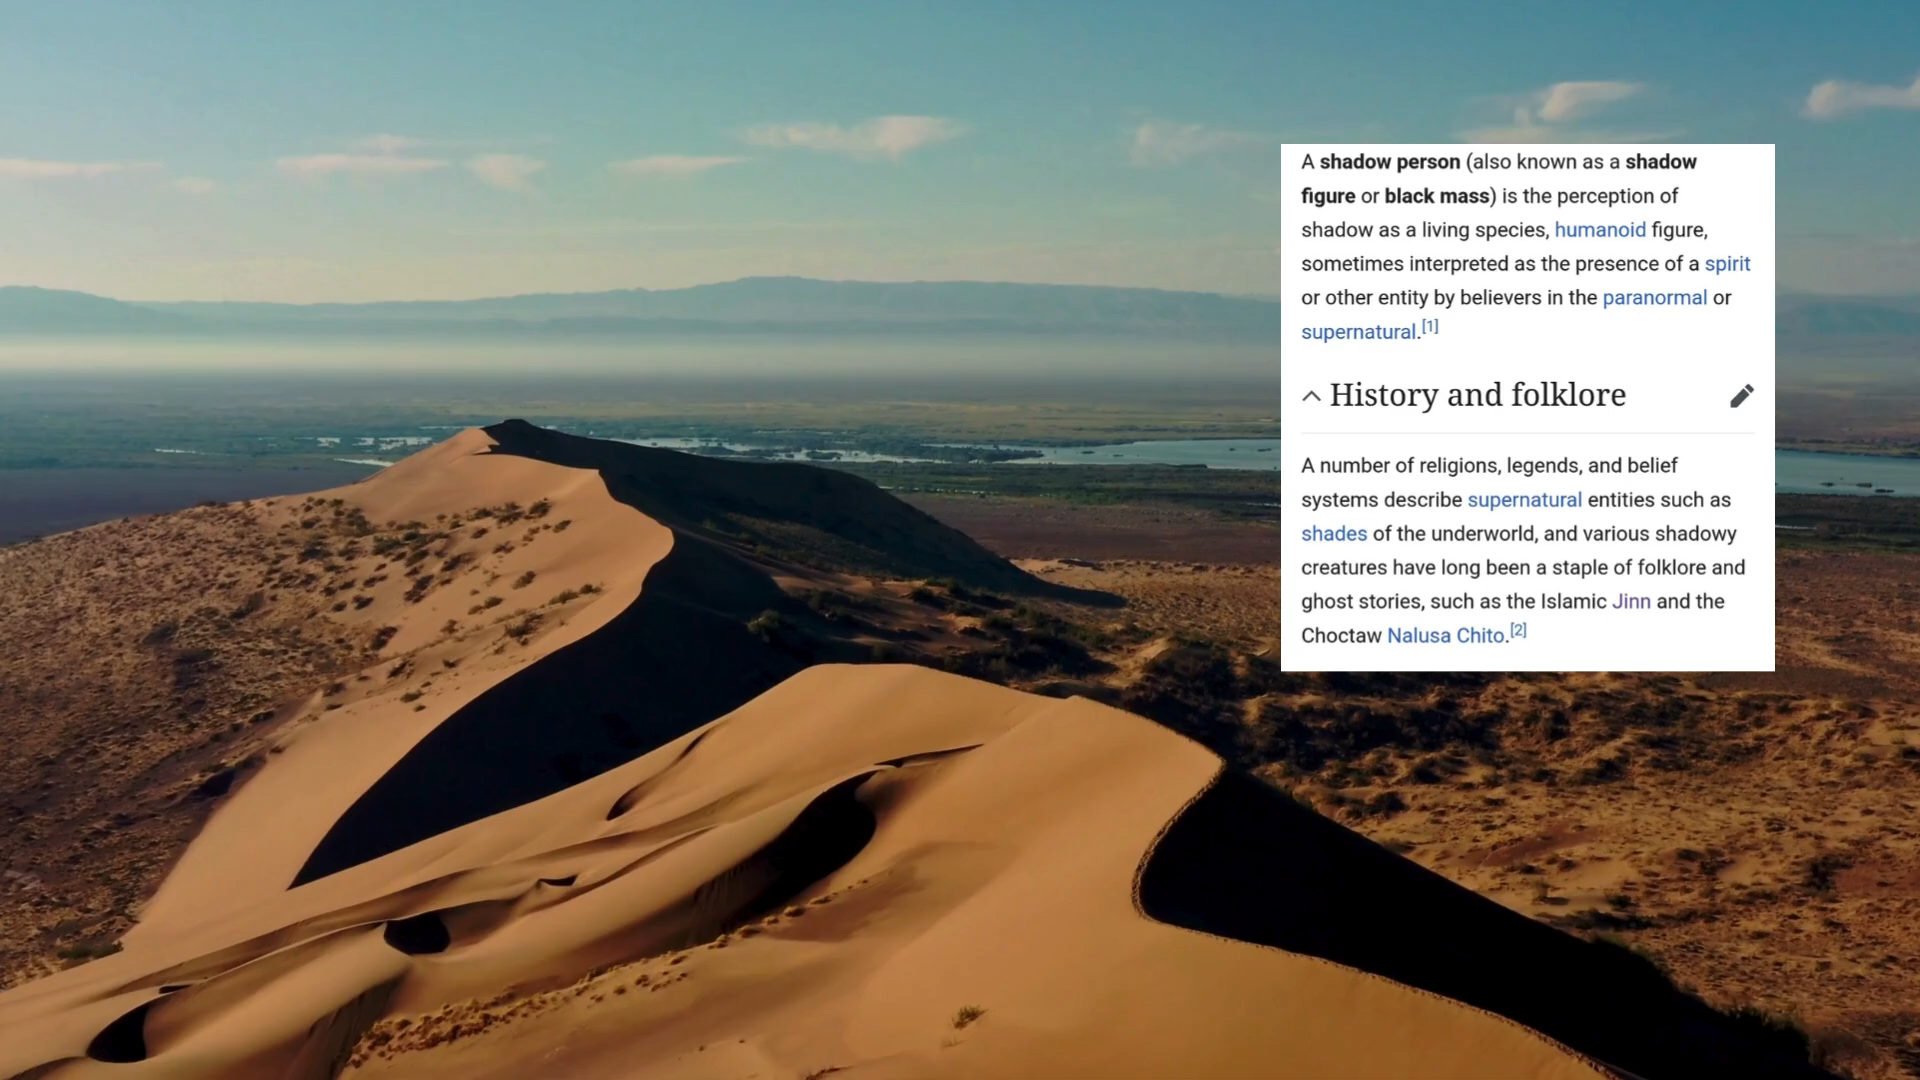 A shadow person (also known as a shadow
figure or black mass) is the perception of
shadow as a living species, humanoid figure,
sometimes interpreted as the presence of a spirit
or other entity by believers in the paranormal or
supernatural.[1]
History and folklore
A number of religions, legends, and belief
systems describe supernatural entities such as
shades of the underworld, and various shadowy
creatures have long been a staple of folklore and
ghost stories, such as the Islamic Jinn and the
Choctaw Nalusa Chito.[2]